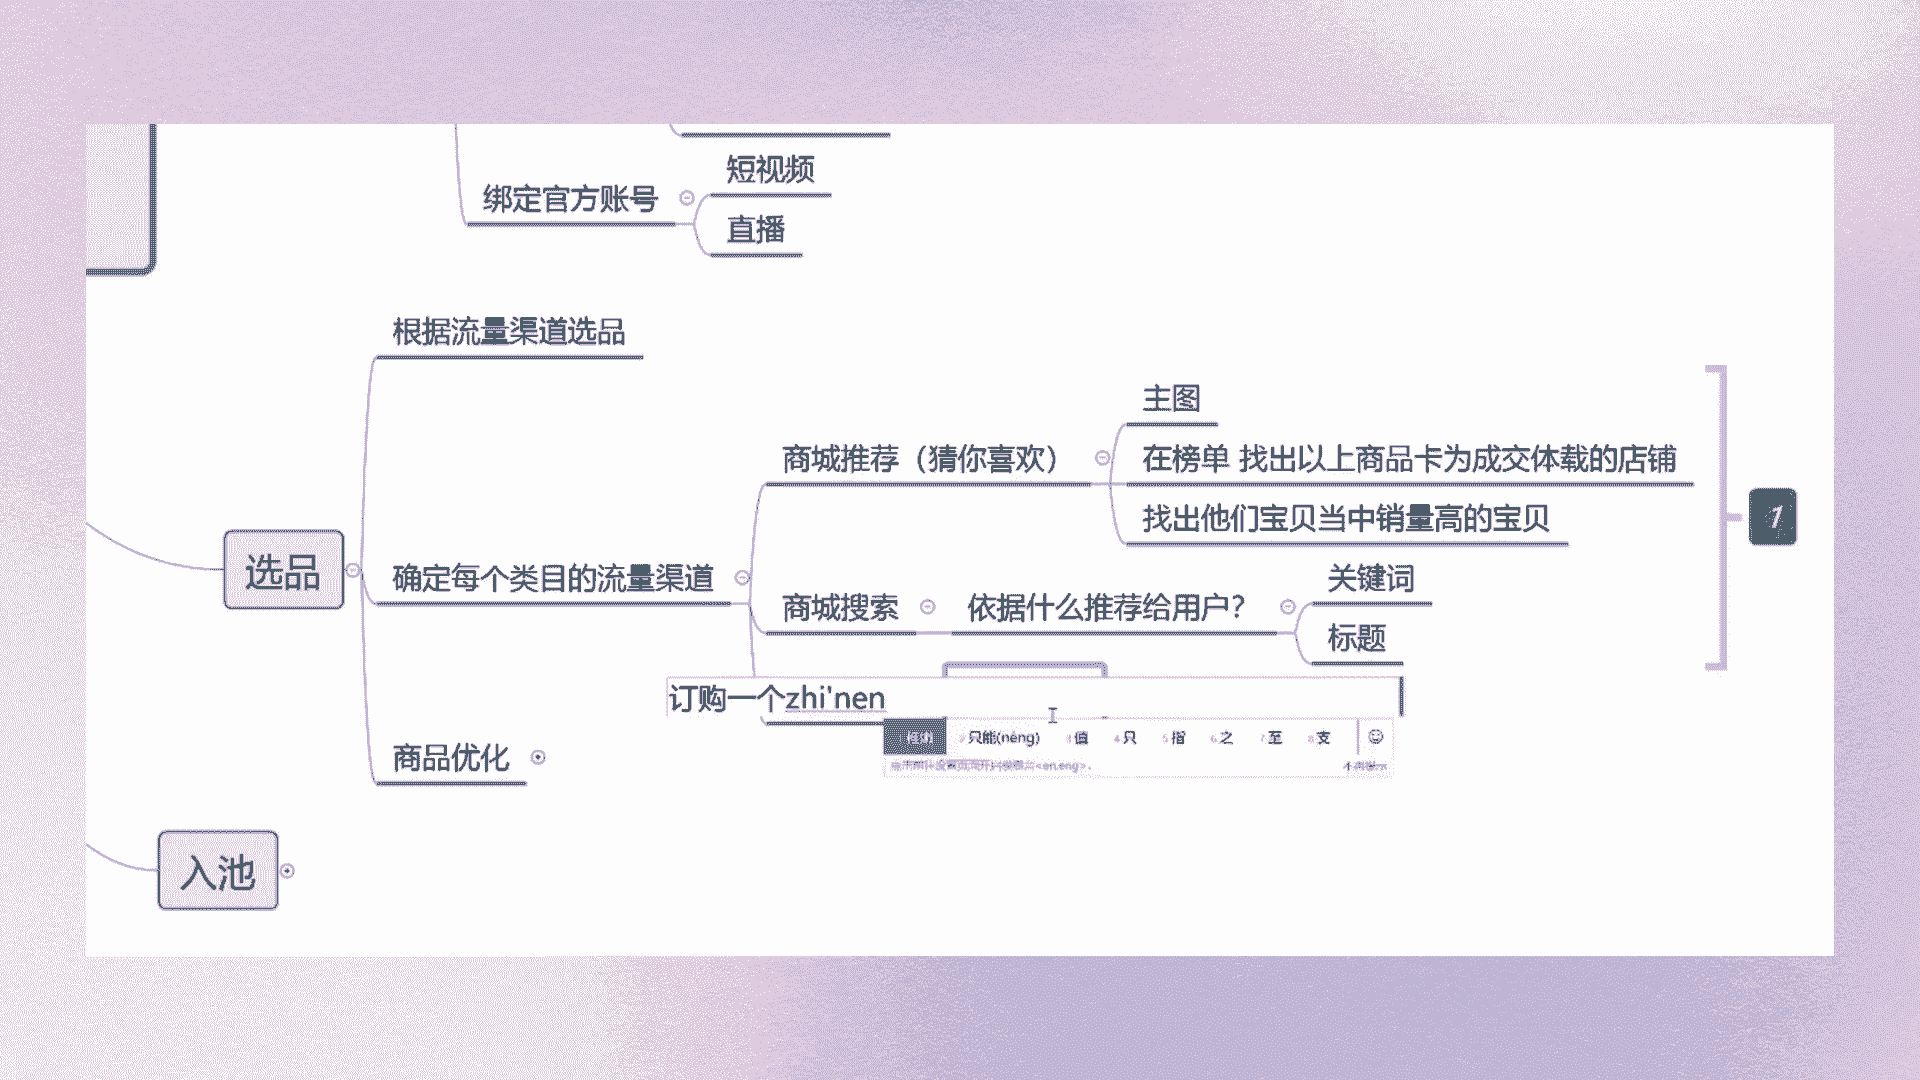 短视频
绑定官方账号
直播
根据流量渠道选品
主图
商城推荐（猜你喜欢）
在榜单 找出以上商品卡为成交体载的店铺
找出他们宝贝当中销量高的宝贝
1
选品
确定每个类目的流量渠道
关键词
商城搜索
依据什么推荐给用户？
标题
订购一个zhi'nen
只能(néng) 值 4 只 5 指 6 之 7 至 8 支
商品优化
入池